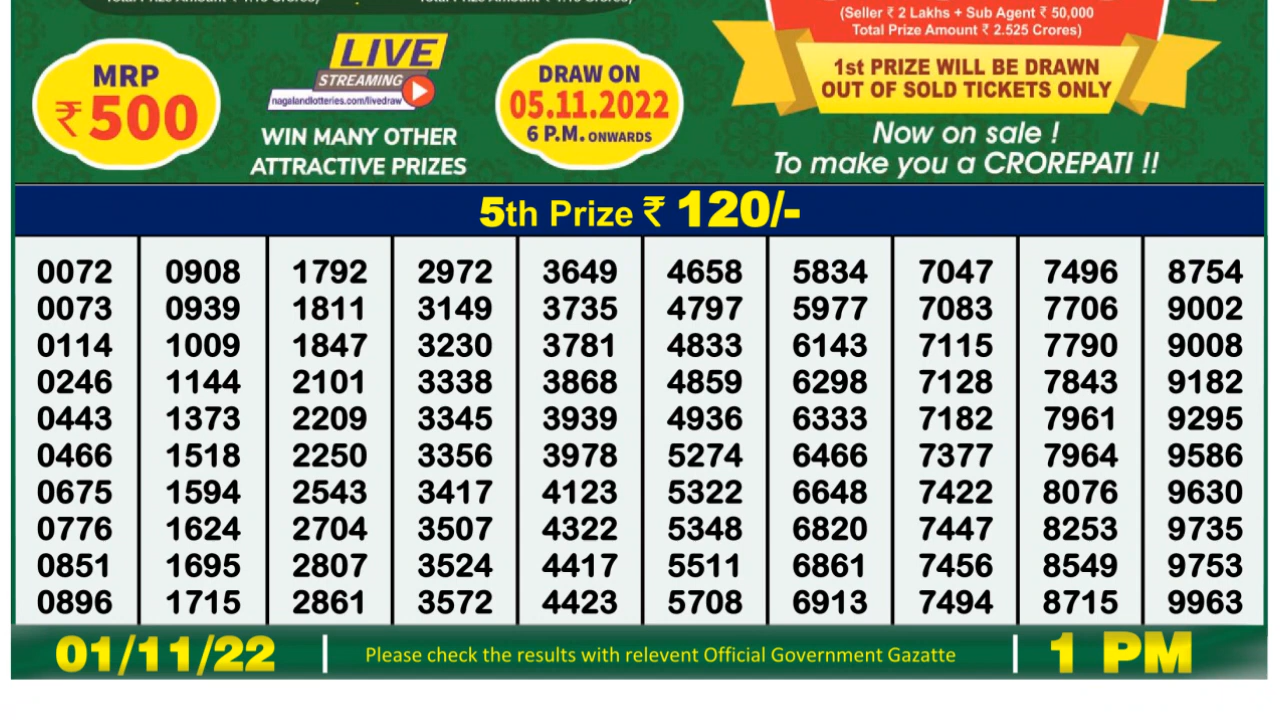 Total Prize Amount ₹ 1.10 Crores)
(Seller ₹ 2 Lakhs + Sub Agent ₹ 50,000
Total Prize Amount ₹ 2.525 Crores)
MRP
₹ 500
LIVE
STREAMING
nagalandlotteries.com/livedraw
WIN MANY OTHER
ATTRACTIVE PRIZES
DRAW ON
05.11.2022
6 P.M. ONWARDS
1st PRIZE WILL BE DRAWN
OUT OF SOLD TICKETS ONLY
Now on sale !
To make you a CROREPATI !!
5th Prize ₹ 120/-
0072 0908 1792 2972 3649 4658 5834 7047 7496 8754
0073 0939 1811 3149 3735 4797 5977 7083 7706 9002
0114 1009 1847 3230 3781 4833 6143 7115 7790 9008
0246 1144 2101 3338 3868 4859 6298 7128 7843 9182
0443 1373 2209 3345 3939 4936 6333 7182 7961 9295
0466 1518 2250 3356 3978 5274 6466 7377 7964 9586
0675 1594 2543 3417 4123 5322 6648 7422 8076 9630
0776 1624 2704 3507 4322 5348 6820 7447 8253 9735
0851 1695 2807 3524 4417 5511 6861 7456 8549 9753
0896 1715 2861 3572 4423 5708 6913 7494 8715 9963
01/11/22 | Please check the results with relevent Official Government Gazatte | 1 PM